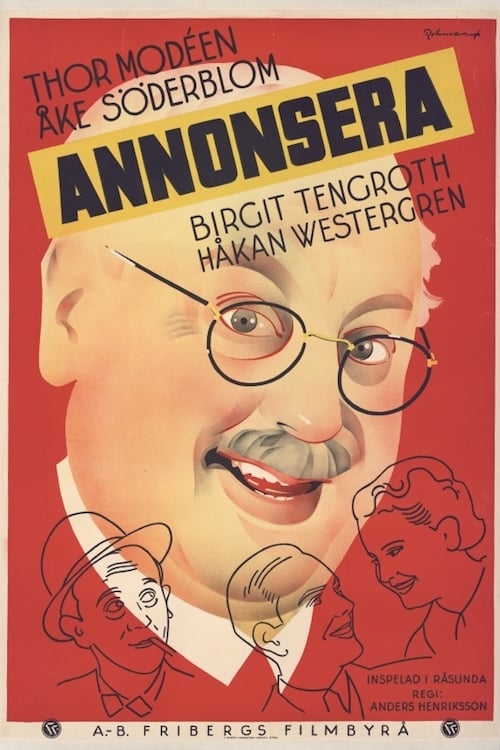 THOR MODÉEN
ÅKE SÖDERBLOM
ANNONSERA
BIRGIT TENGROTH
HÅKAN WESTERGREN
INSPELAD I RÅSUNDA
REGI:
ANDERS HENRIKSSON
A.-B. FRIBERGS FILMBYRÅ